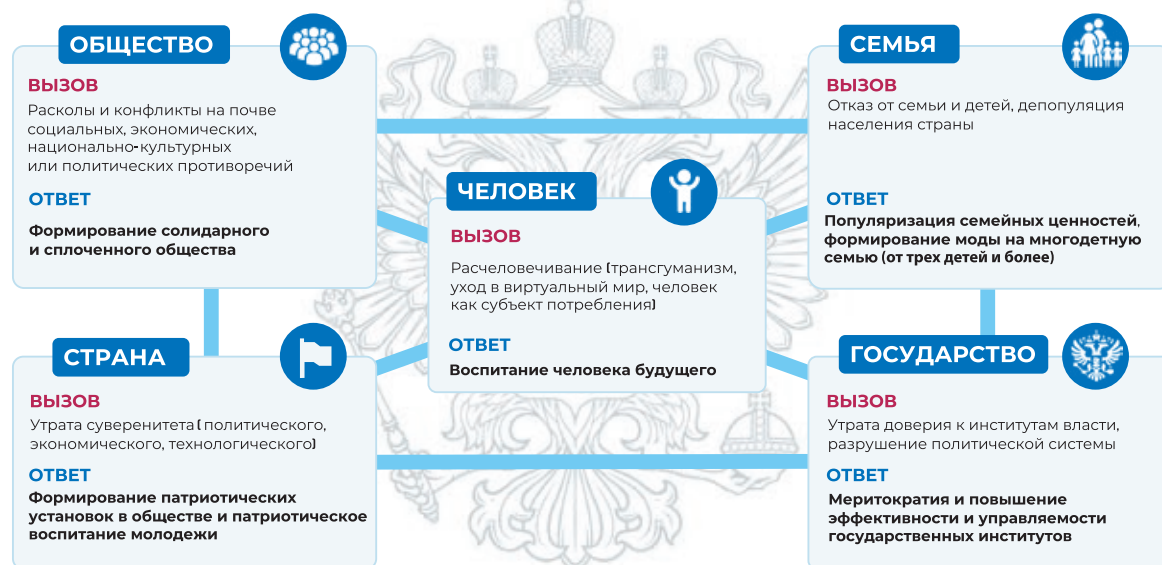 ОБЩЕСТВО
ВЫЗОВ
Расколы и конфликты на почве
социальных, экономических,
национально-культурных
или политических противоречий
ОТВЕТ
Формирование солидарного
и сплоченного общества
СЕМЬЯ
ВЫЗОВ
Отказ от семьи и детей, депопуляция
населения страны
ОТВЕТ
Популяризация семейных ценностей,
формирование моды на многодетную
семью (от трех детей и более)
ЧЕЛОВЕК
ВЫЗОВ
Расчеловечивание (трансгуманизм,
уход в виртуальный мир, человек
как субъект потребления)
ОТВЕТ
Воспитание человека будущего
СТРАНА
ВЫЗОВ
Утрата суверенитета ( политического,
экономического, технологического)
ОТВЕТ
Формирование патриотических
установок в обществе и патриотическое
воспитание молодежи
ГОСУДАРСТВО
ВЫЗОВ
Утрата доверия к институтам власти,
разрушение политической системы
ОТВЕТ
Меритократия и повышение
эффективности и управляемости
государственных институтов